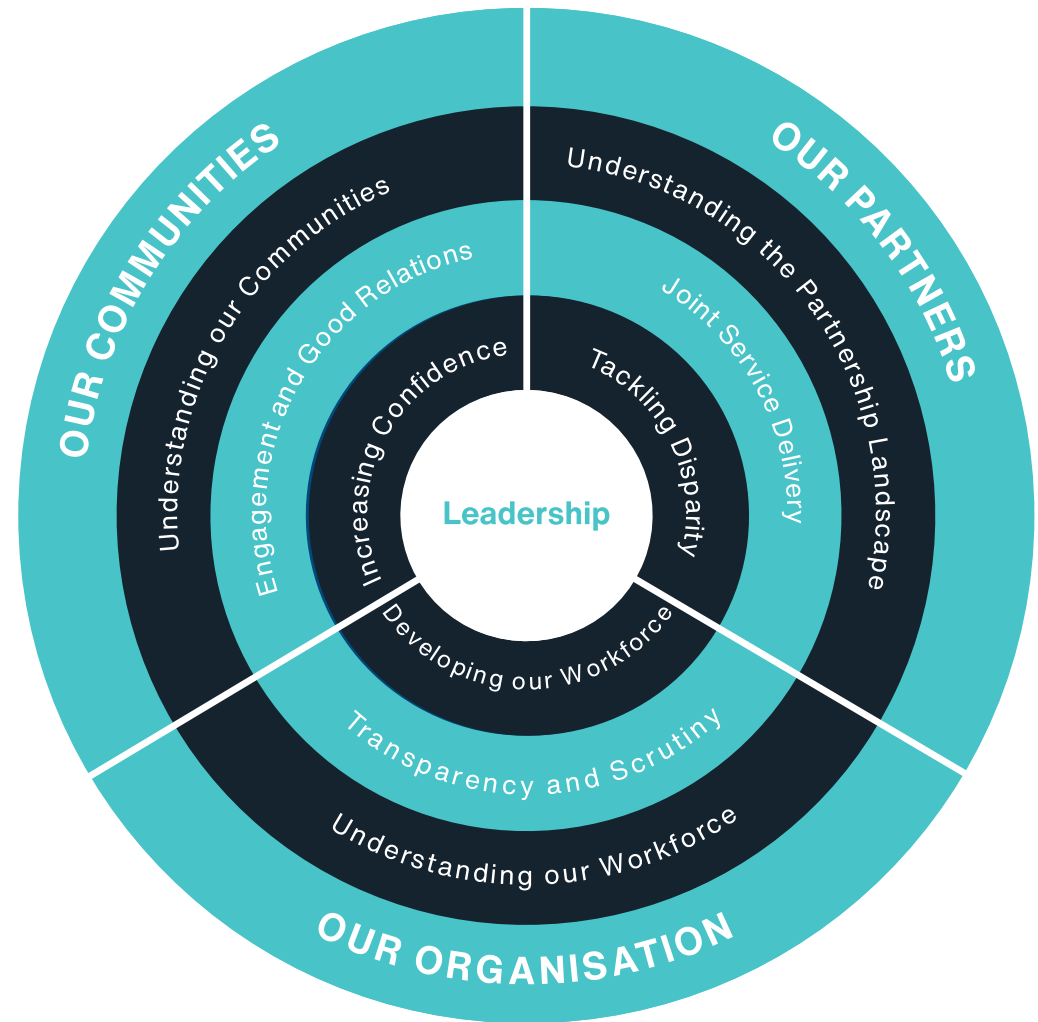 OUR COMMUNITIES
Understanding our Communities
Engagement and Good Relations
Increasing Confidence
OUR PARTNERS
Understanding the Partnership Landscape
Joint Service Delivery
Tackling Disparity
Leadership
Developing our Workforce
Transparency and Scrutiny
Understanding our Workforce
OUR ORGANISATION